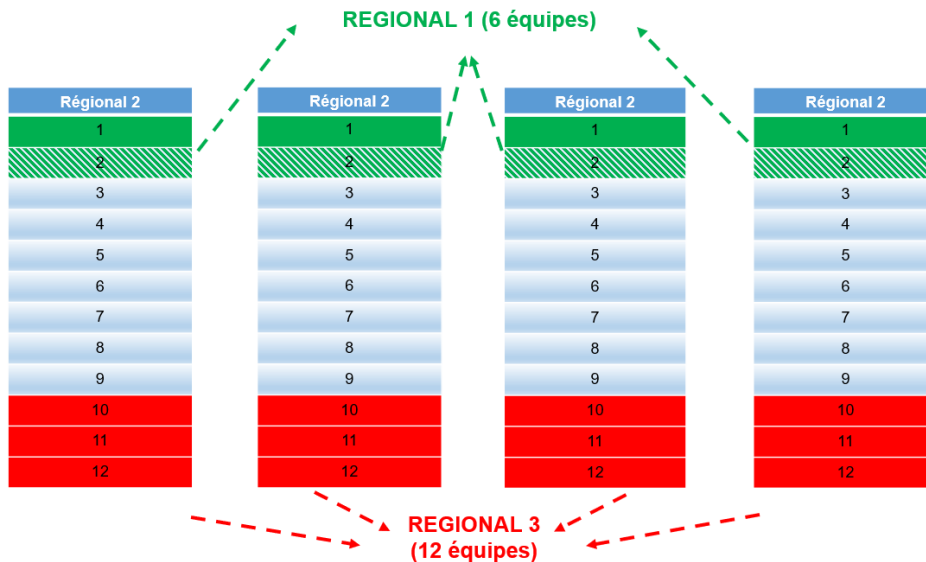 REGIONAL 1 (6 équipes)
Régional 2 Régional 2 Régional 2 Régional 2
1 1 1 1
2 2 2 2
3 3 3 3
4 4 4 4
5 5 5 5
6 6 6 6
7 7 7 7
8 8 8 8
9 9 9 9
10 10 10 10
11 11 11 11
12 12 12 12
REGIONAL 3
(12 équipes)